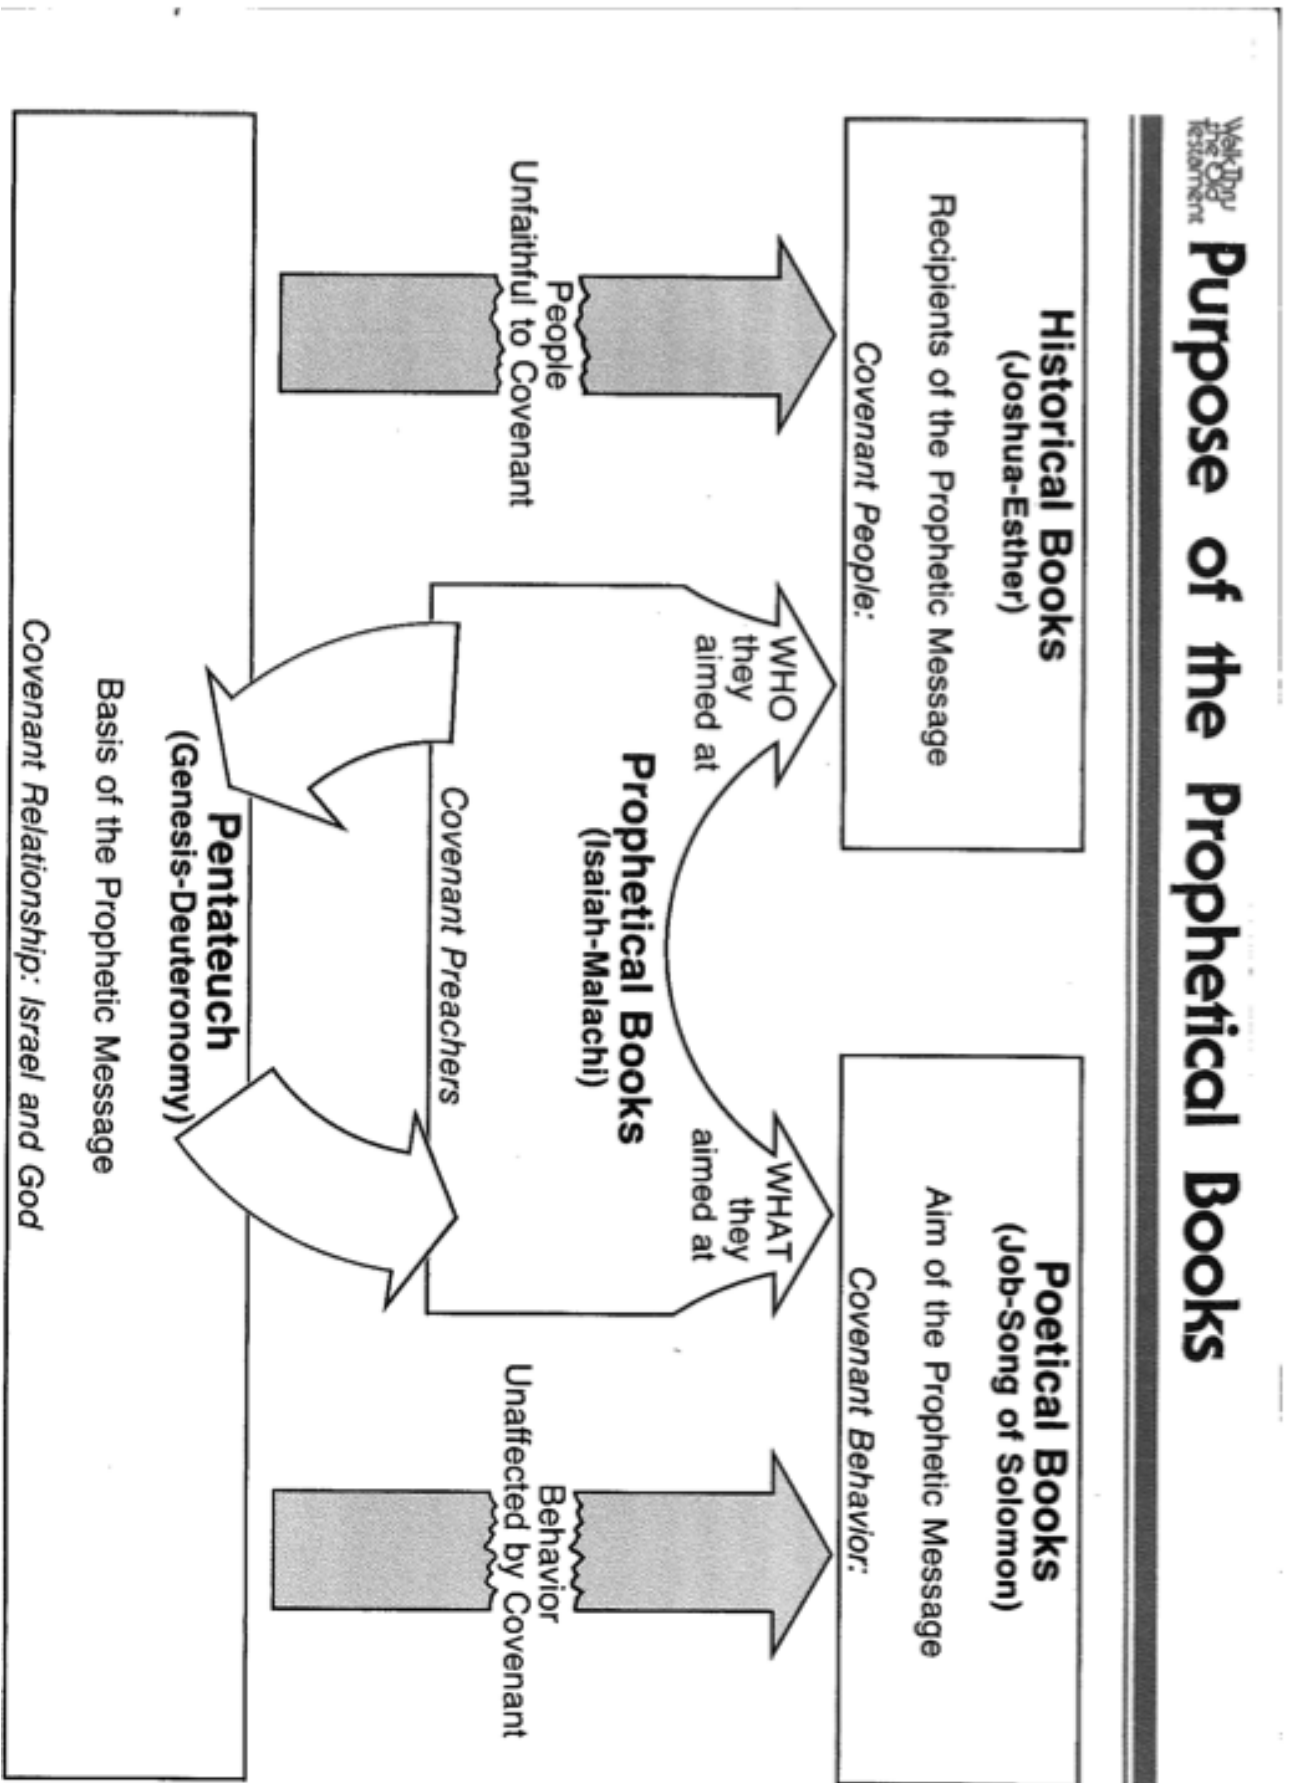 Walk Thru
the Old
Testament
Purpose of the Prophetical Books
Historical Books
(Joshua-Esther)
Recipients of the Prophetic Message
Covenant People:
Poetical Books
(Job-Song of Solomon)
Aim of the Prophetic Message
Covenant Behavior:
WHO
they
aimed at
WHAT
they
aimed at
People
Unfaithful to Covenant
Prophetical Books
(Isaiah-Malachi)
Covenant Preachers
Behavior
Unaffected by Covenant
Pentateuch
(Genesis-Deuteronomy)
Basis of the Prophetic Message
Covenant Relationship: Israel and God